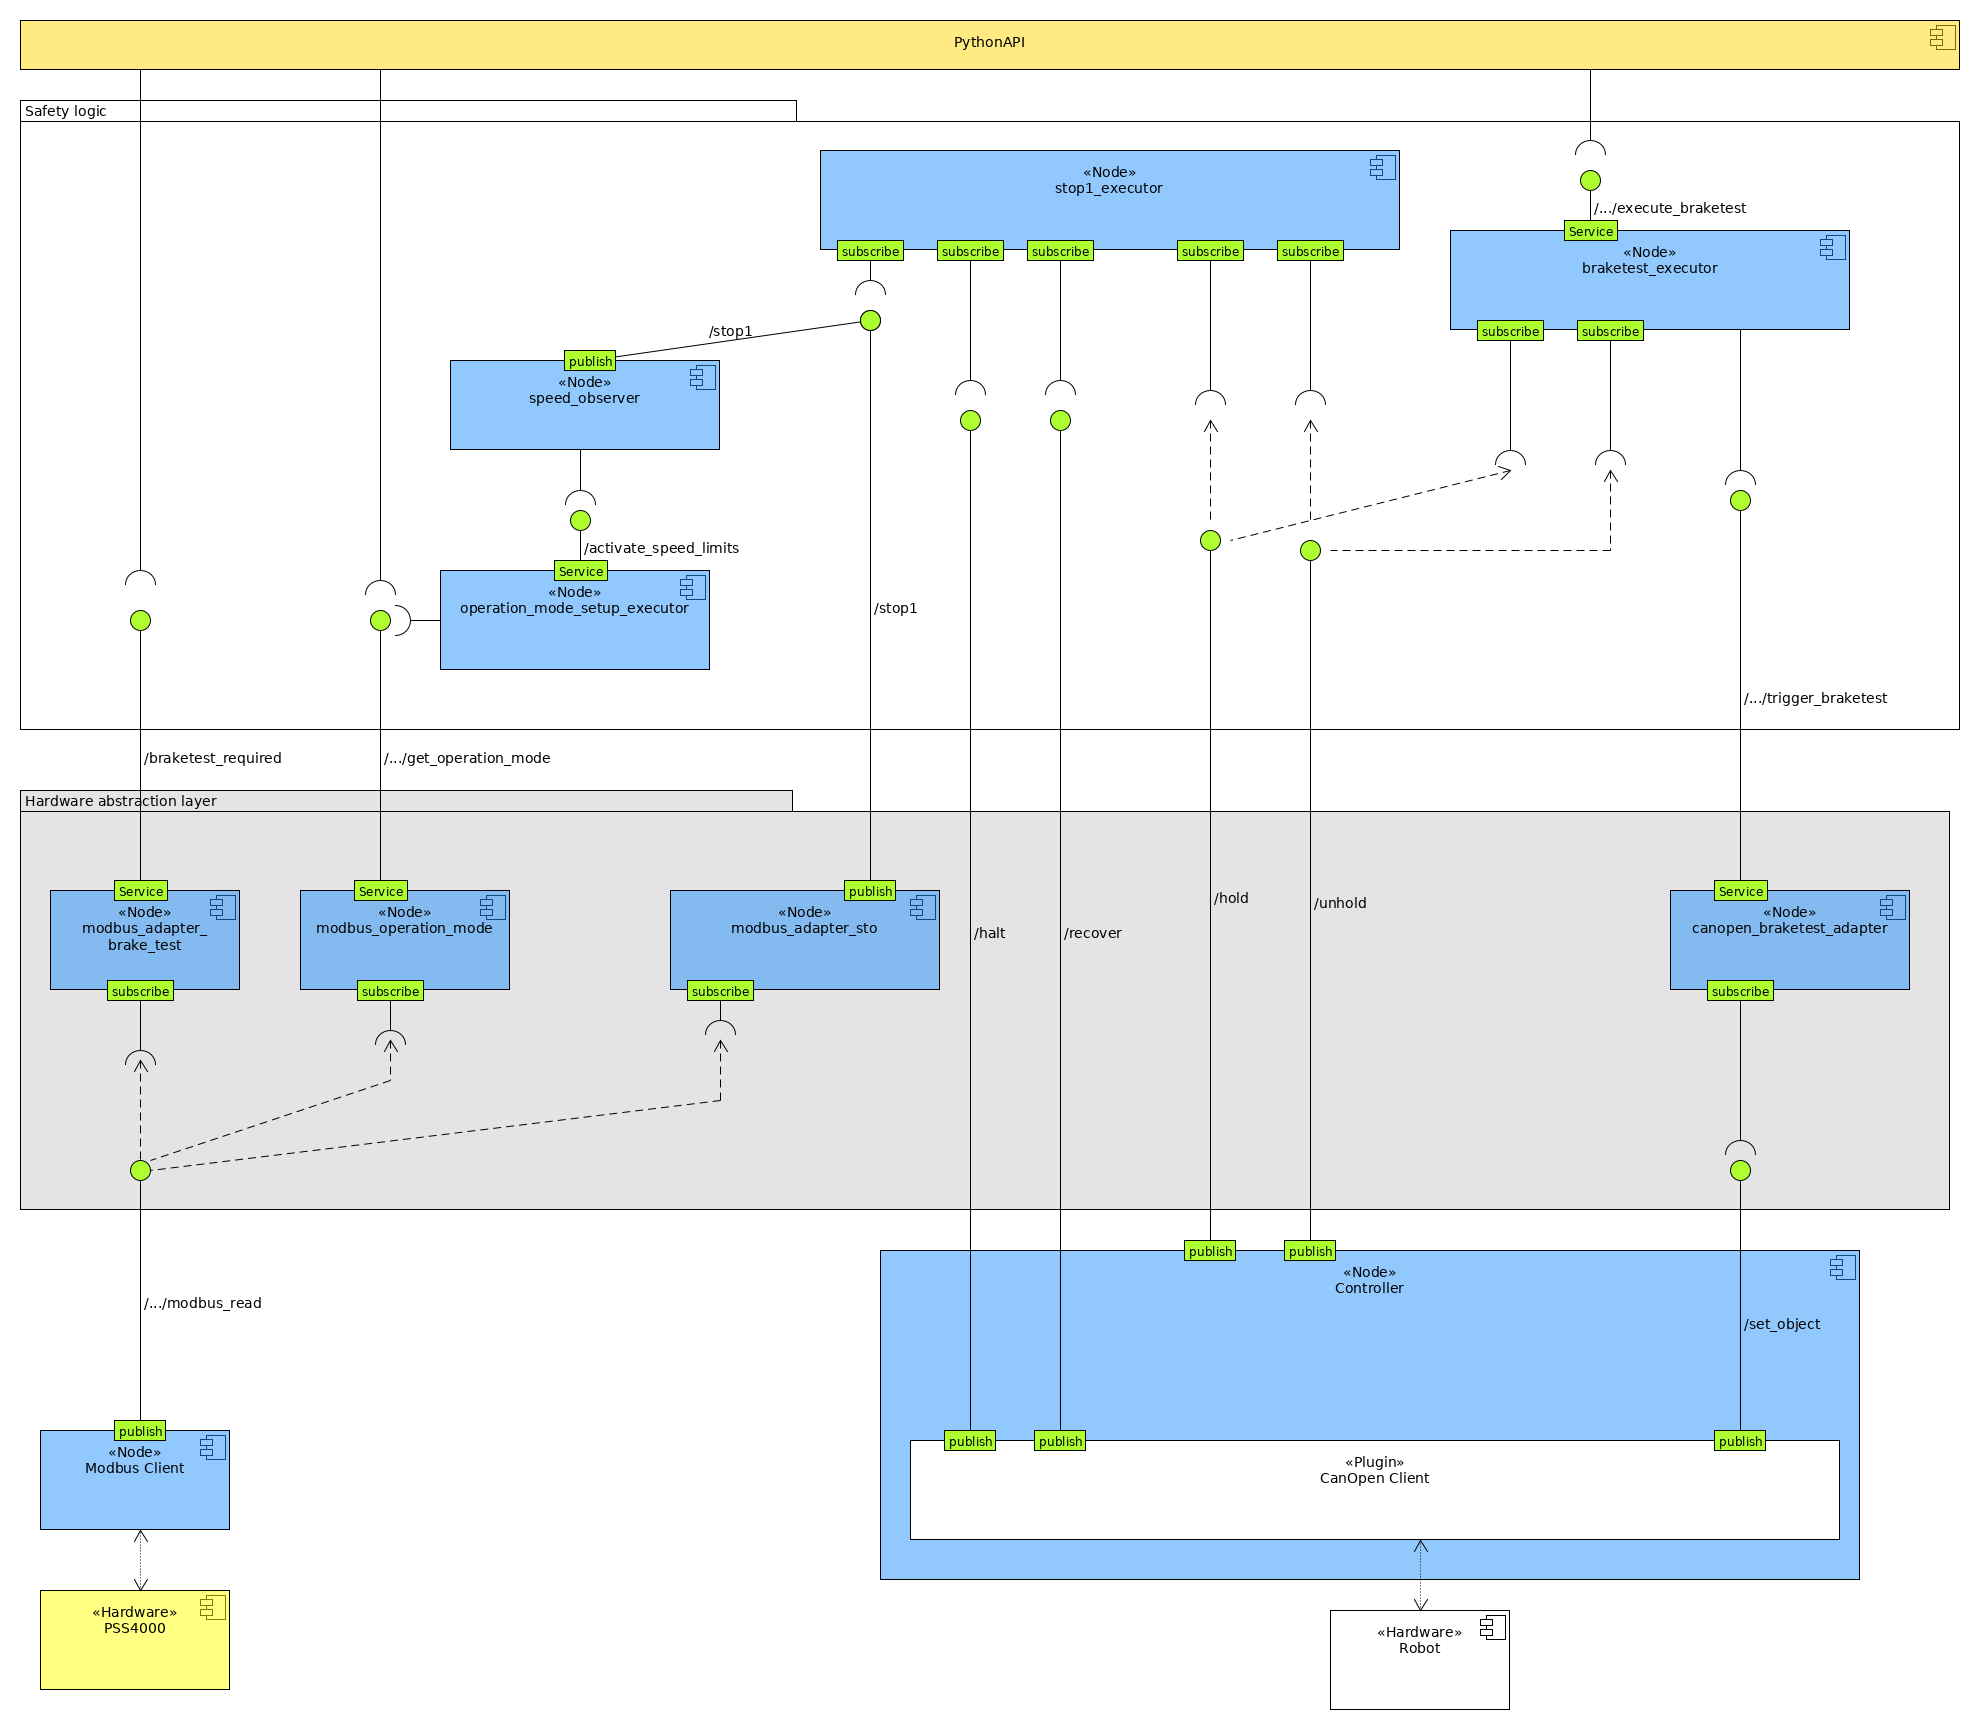 PythonAPI
Safety logic
«Node»
stop1_executor
subscribe
subscribe
subscribe
subscribe
subscribe
/.../execute_braketest
Service
«Node»
braketest_executor
subscribe
subscribe
/stop1
publish
«Node»
speed_observer
/activate_speed_limits
Service
«Node»
operation_mode_setup_executor
/stop1
/.../trigger_braketest
/braketest_required
/.../get_operation_mode
Hardware abstraction layer
Service
«Node»
modbus_adapter_
brake_test
subscribe
Service
«Node»
modbus_operation_mode
subscribe
publish
«Node»
modbus_adapter_sto
subscribe
/halt
/recover
/hold
/unhold
Service
«Node»
canopen_braketest_adapter
subscribe
/.../modbus_read
publish
publish
«Node»
Controller
/set_object
publish
publish
publish
«Plugin»
CanOpen Client
publish
«Node»
Modbus Client
«Hardware»
PSS4000
«Hardware»
Robot